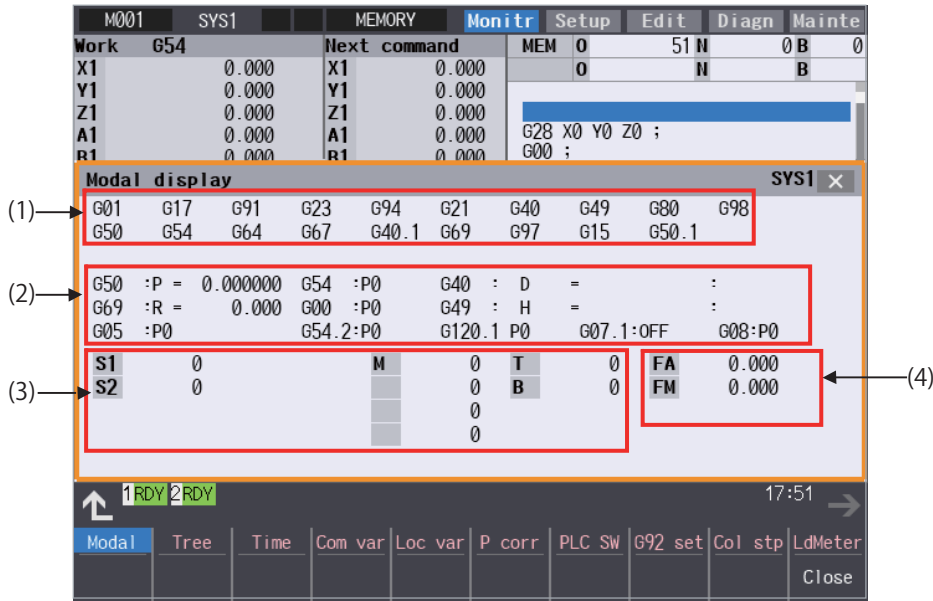 M001 SYS1 MEMORY Monitr Setup Edit Diagn Mainte
Work G54 Next command MEM O 51 N 0 B 0
X1 0.000 X1 0.000 O N B
Y1 0.000 Y1 0.000
Z1 0.000 Z1 0.000
A1 0.000 A1 0.000 G28 X0 Y0 Z0 ;
B1 0.000 B1 0.000 G00 ;
Modal display SYS1 ×
(1) G01 G17 G91 G23 G94 G21 G40 G49 G80 G98
G50 G54 G64 G67 G40.1 G69 G97 G15 G50.1
(2) G50 :P = 0.000000 G54 :P0 G40 : D = :
G69 :R = 0.000 G00 :P0 G49 : H = :
G05 :P0 G54.2:P0 G120.1 P0 G07.1:OFF G08:P0
(3) S1 0 M 0 T 0 FA 0.000 (4)
S2 0 0 B 0 FM 0.000
0
0
1 RDY 2 RDY 17:51
Modal Tree Time Com var Loc var P corr PLC SW G92 set Col stp LdMeter
Close